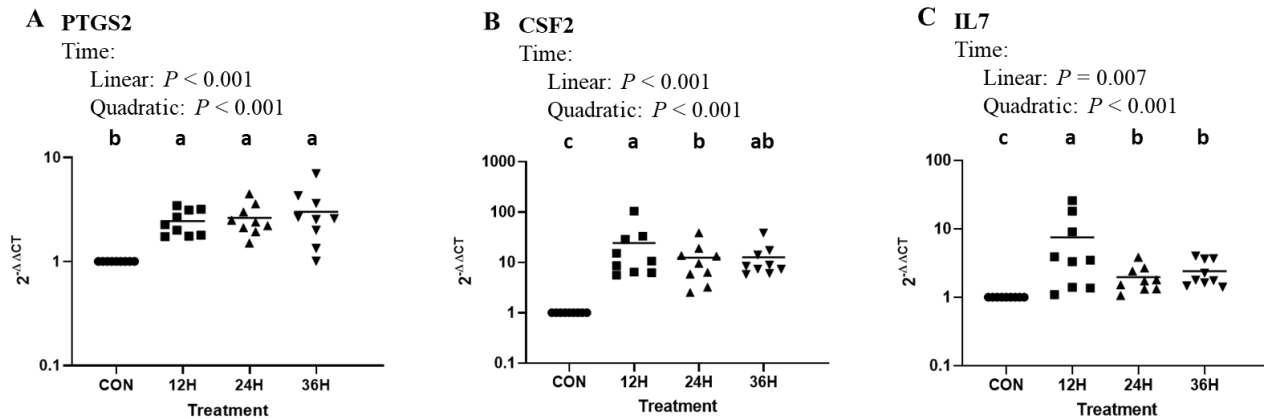 A PTGS2
Time:
Linear: P < 0.001
Quadratic: P < 0.001
b a a a
10
1
0.1
2^-Δ ΔCT
CON 12H 24H 36H
Treatment
B CSF2
Time:
Linear: P < 0.001
Quadratic: P < 0.001
c a b ab
1000
100
10
1
0.1
2^-Δ ΔCT
CON 12H 24H 36H
Treatment
C IL7
Time:
Linear: P = 0.007
Quadratic: P < 0.001
c a b b
100
10
1
0.1
2^-Δ ΔCT
CON 12H 24H 36H
Treatment